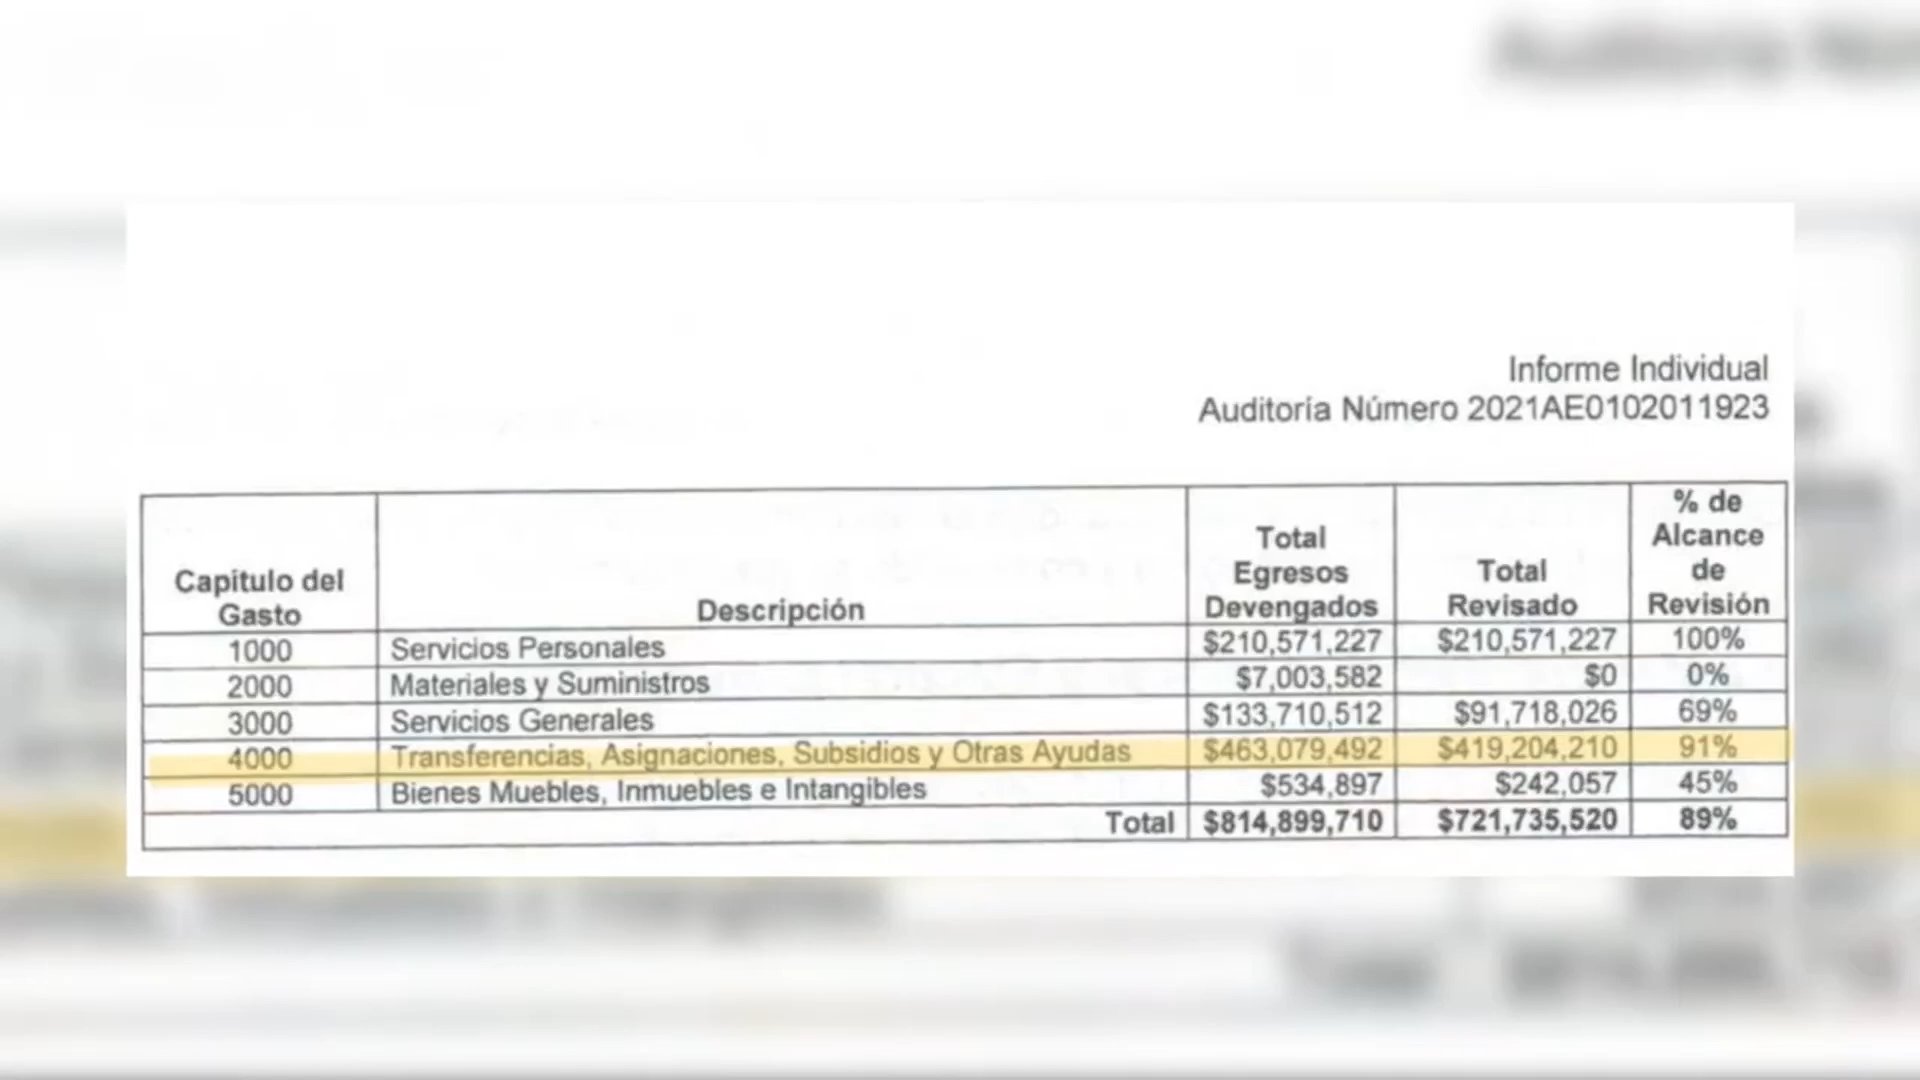 Informe Individual
Auditoría Número 2021AE0102011923
Capítulo del Gasto Descripción Total Egresos Devengados Total Revisado % de Alcance de Revisión
1000 Servicios Personales $210,571,227 $210,571,227 100%
2000 Materiales y Suministros $7,003,582 $0 0%
3000 Servicios Generales $133,710,512 $91,718,026 69%
4000 Transferencias, Asignaciones, Subsidios y Otras Ayudas $463,079,492 $419,204,210 91%
5000 Bienes Muebles, Inmuebles e Intangibles $534,897 $242,057 45%
Total $814,899,710 $721,735,520 89%